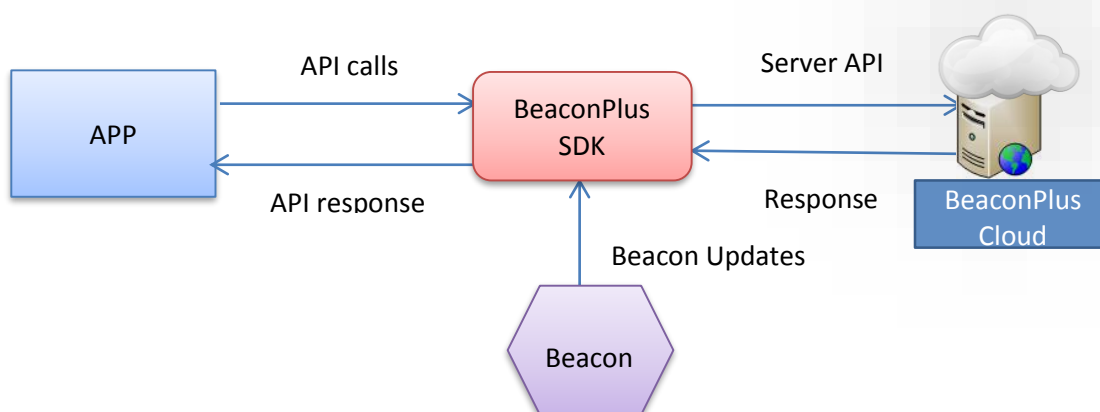 API calls
Server API
APP
BeaconPlus
SDK
API response
Response
BeaconPlus
Cloud
Beacon Updates
Beacon